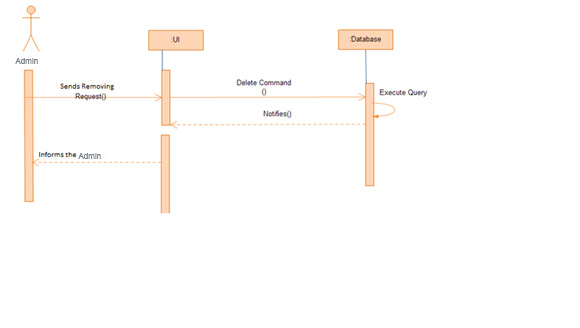 :UI
:Database
Admin
Sends Removing
Request()
Delete Command
()
Execute Query
Notifies()
Informs the Admin